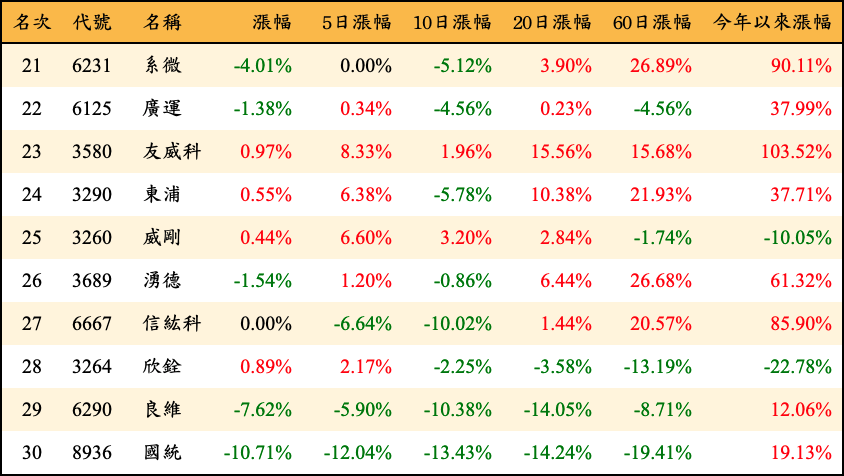 名次 代號 名稱 漲幅 5日漲幅 10日漲幅 20日漲幅 60日漲幅 今年以來漲幅
21 6231 系微 -4.01% 0.00% -5.12% 3.90% 26.89% 90.11%
22 6125 廣運 -1.38% 0.34% -4.56% 0.23% -4.56% 37.99%
23 3580 友威科 0.97% 8.33% 1.96% 15.56% 15.68% 103.52%
24 3290 東浦 0.55% 6.38% -5.78% 10.38% 21.93% 37.71%
25 3260 威剛 0.44% 6.60% 3.20% 2.84% -1.74% -10.05%
26 3689 湧德 -1.54% 1.20% -0.86% 6.44% 26.68% 61.32%
27 6667 信紘科 0.00% -6.64% -10.02% 1.44% 20.57% 85.90%
28 3264 欣銓 0.89% 2.17% -2.25% -3.58% -13.19% -22.78%
29 6290 良維 -7.62% -5.90% -10.38% -14.05% -8.71% 12.06%
30 8936 國統 -10.71% -12.04% -13.43% -14.24% -19.41% 19.13%